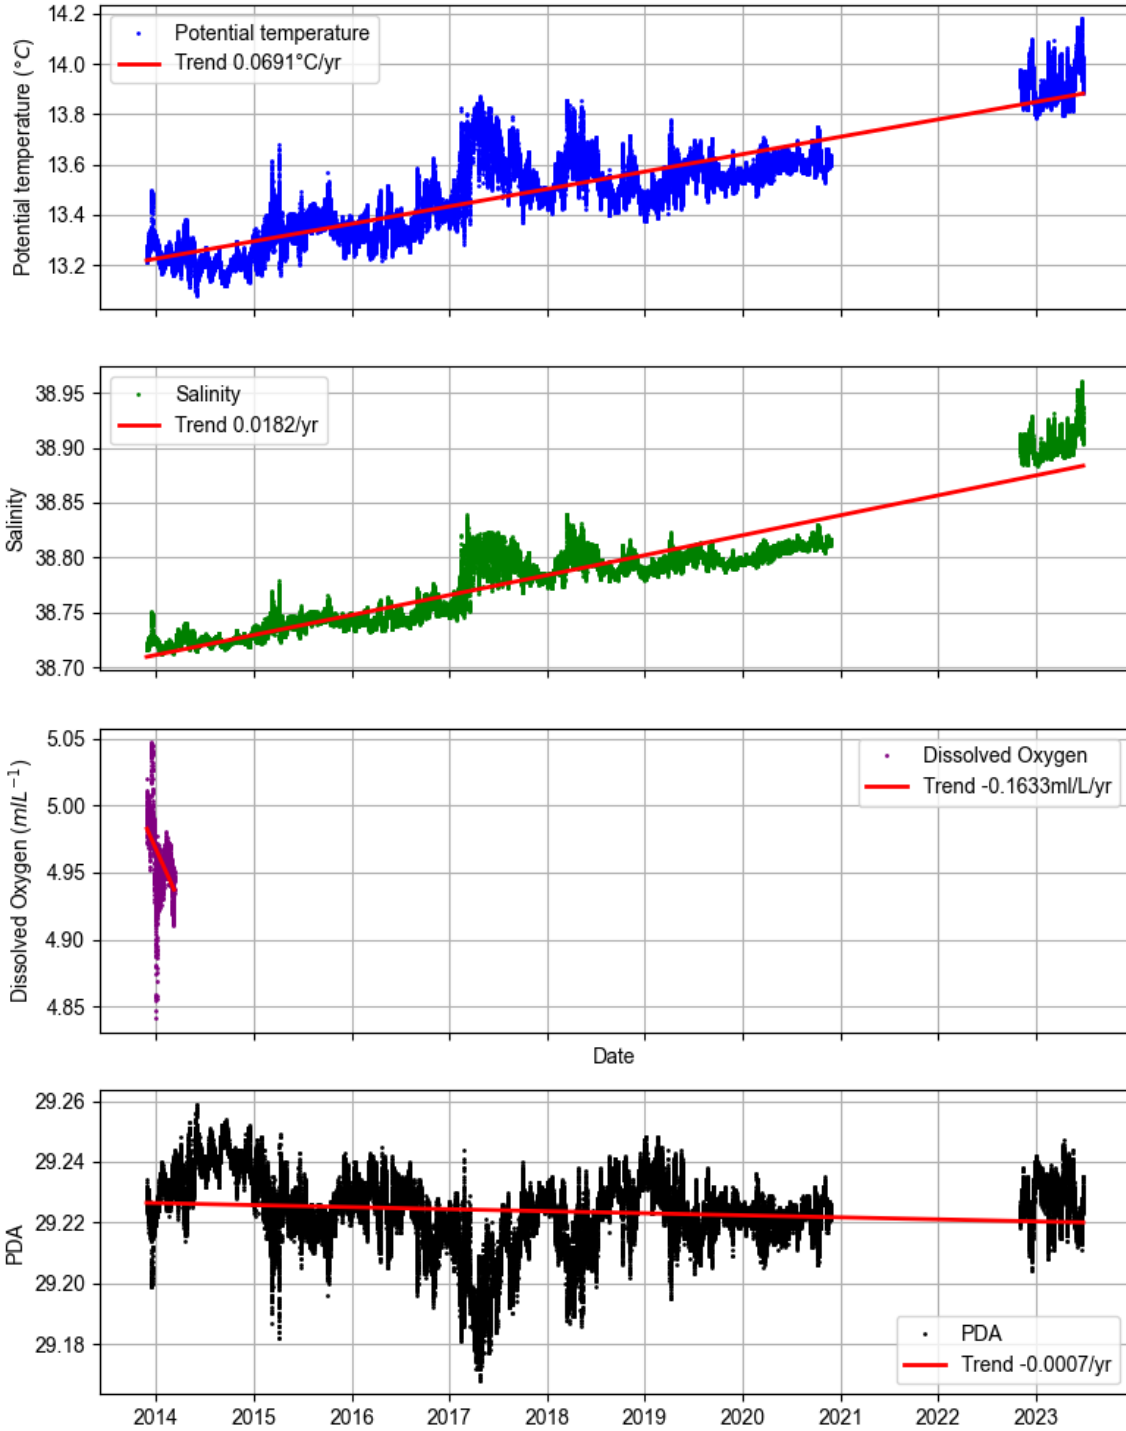 14.2
14.0
13.8
13.6
13.4
13.2
Potential temperature (°C)
Potential temperature
Trend 0.0691°C/yr
38.95
38.90
38.85
38.80
38.75
38.70
Salinity
Salinity
Trend 0.0182/yr
5.05
5.00
4.95
4.90
4.85
Dissolved Oxygen (ml/L⁻¹)
Dissolved Oxygen
Trend -0.1633ml/L/yr
Date
29.26
29.24
29.22
29.20
29.18
PDA
PDA
Trend -0.0007/yr
2014 2015 2016 2017 2018 2019 2020 2021 2022 2023